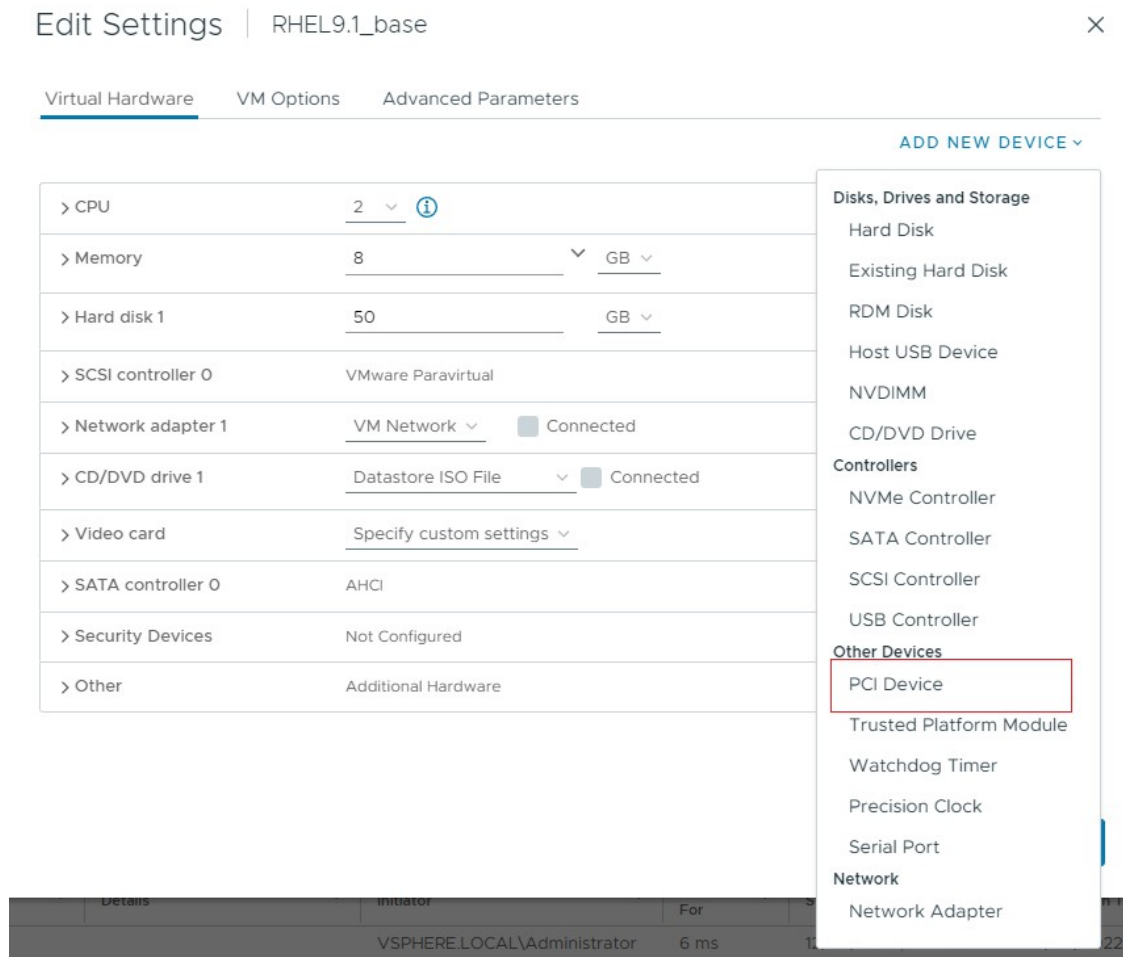 Edit Settings RHEL9.1_base
Virtual Hardware VM Options Advanced Parameters
ADD NEW DEVICE
CPU 2
Memory 8 GB
Hard disk 1 50 GB
SCSI controller 0 VMware Paravirtual
Network adapter 1 VM Network Connected
CD/DVD drive 1 Datastore ISO File Connected
Video card Specify custom settings
SATA controller 0 AHCI
Security Devices Not Configured
Other Additional Hardware
Disks, Drives and Storage
Hard Disk
Existing Hard Disk
RDM Disk
Host USB Device
NVDIMM
CD/DVD Drive
Controllers
NVMe Controller
SATA Controller
SCSI Controller
USB Controller
Other Devices
PCI Device
Trusted Platform Module
Watchdog Timer
Precision Clock
Serial Port
Network
Network Adapter
Details Initiator For
VSPHERE.LOCAL\Administrator 6 ms